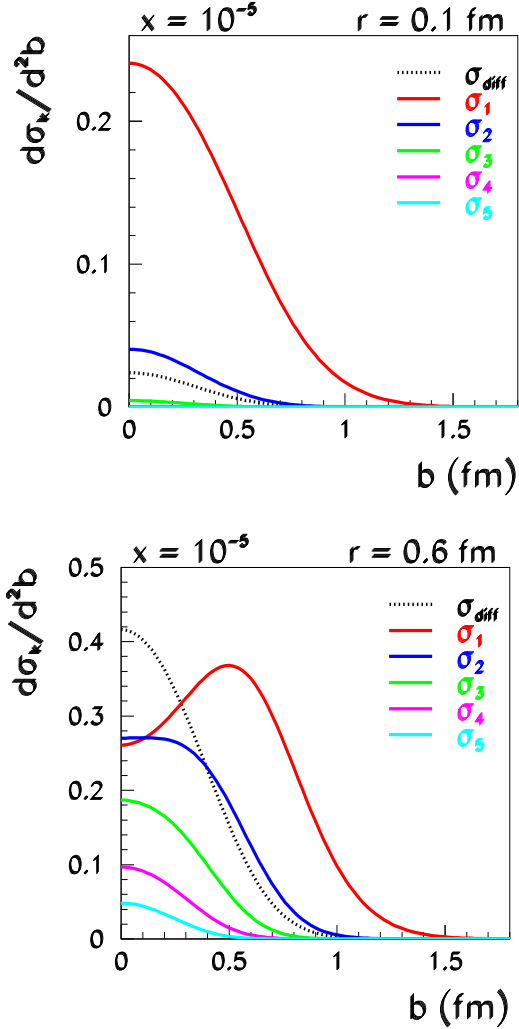 x = 10⁻⁵ r = 0.1 fm
dσₖ/d²b
σdiff
σ₁
σ₂
σ₃
σ₄
σ₅
0.2
0.1
0
0 0.5 1 1.5
b (fm)
x = 10⁻⁵ r = 0.6 fm
dσₖ/d²b
σdiff
σ₁
σ₂
σ₃
σ₄
σ₅
0.5
0.4
0.3
0.2
0.1
0
0 0.5 1 1.5
b (fm)